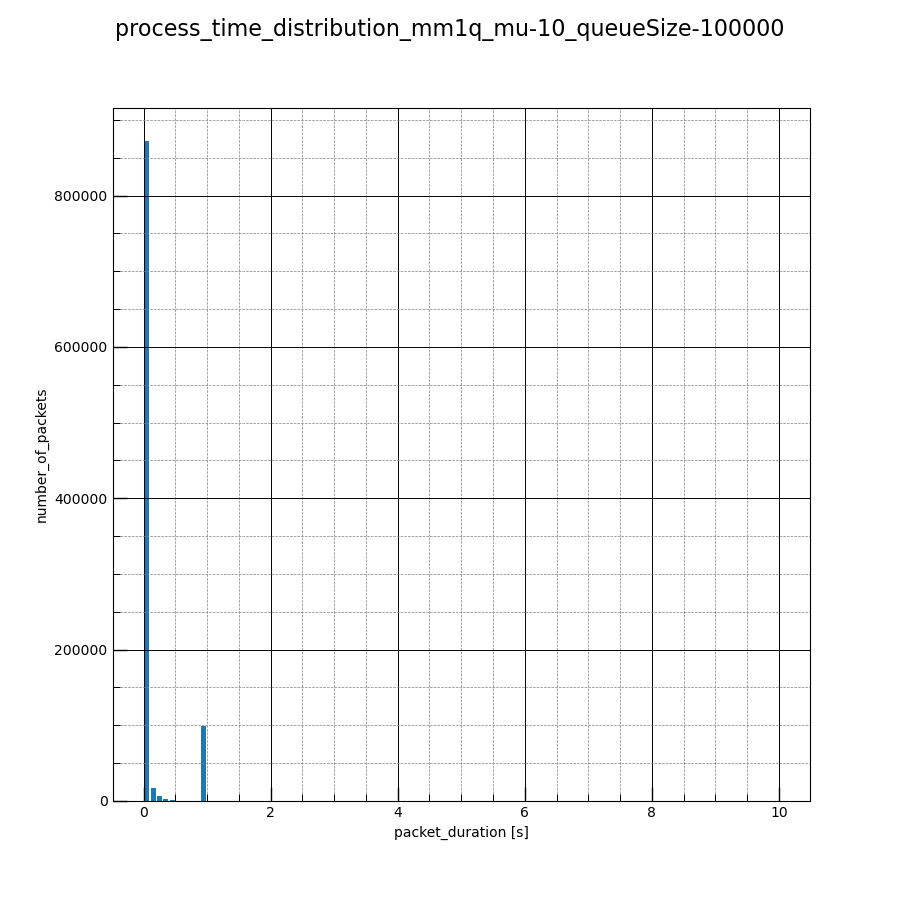 process_time_distribution_mm1q_mu-10_queueSize-100000
800000
600000
400000
200000
0
number_of_packets
0 2 4 6 8 10
packet_duration [s]